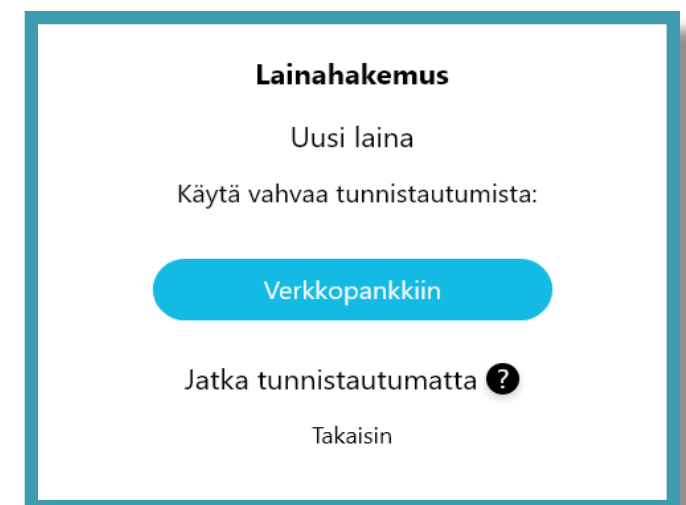 Lainahakemus
Uusi laina
Käytä vahvaa tunnistautumista:
Verkkopankkiin
Jatka tunnistautumatta ?
Takaisin